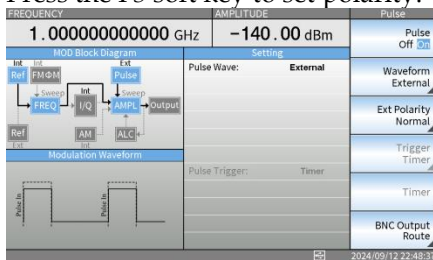 Press the F3 soft key to set polarity.
FREQUENCY
AMPLITUDE
Pulse
1.000000000000 GHz
-140.00 dBm
Pulse
Off On
MOD Block Diagram
Setting
Int Int Ext
Ref FMΦM Pulse
Sweep Int Sweep
FREQ I/Q AMPL Output
Ref AM ALC
Ext Int
Pulse Wave: External
Waveform
External
Ext Polarity
Normal
Modulation Waveform
Trigger
Timer
Pulse Trigger: Timer
Timer
Pulse In
Pulse In
BNC Output
Route
2024/09/12 22:48:37